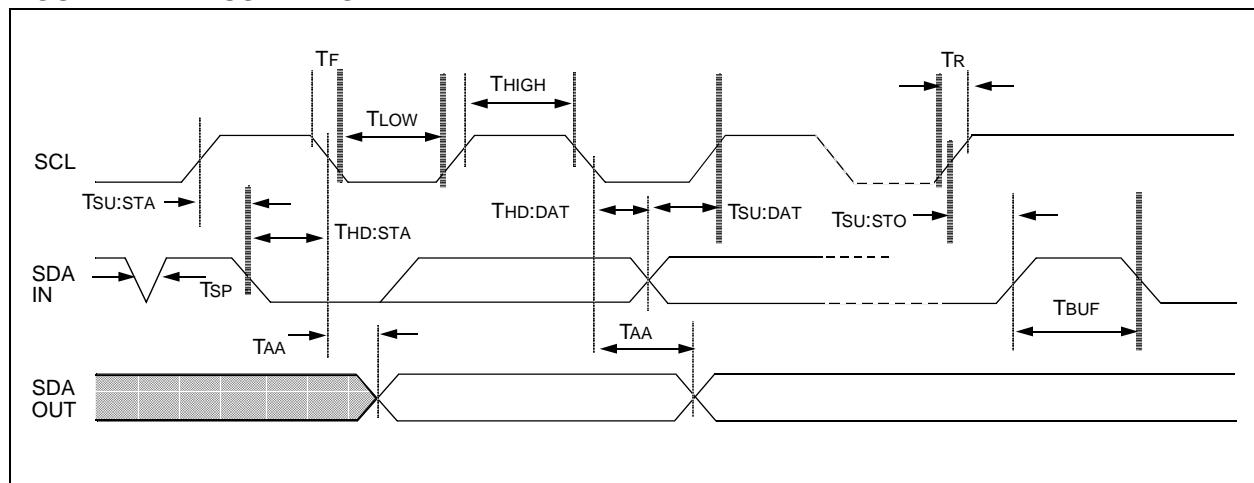 TF
TR
THIGH
TLOW
SCL
TSU:STA
THD:DAT
TSU:DAT
TSU:STO
THD:STA
SDA
IN
TSP
TBUF
TAA
TAA
SDA
OUT